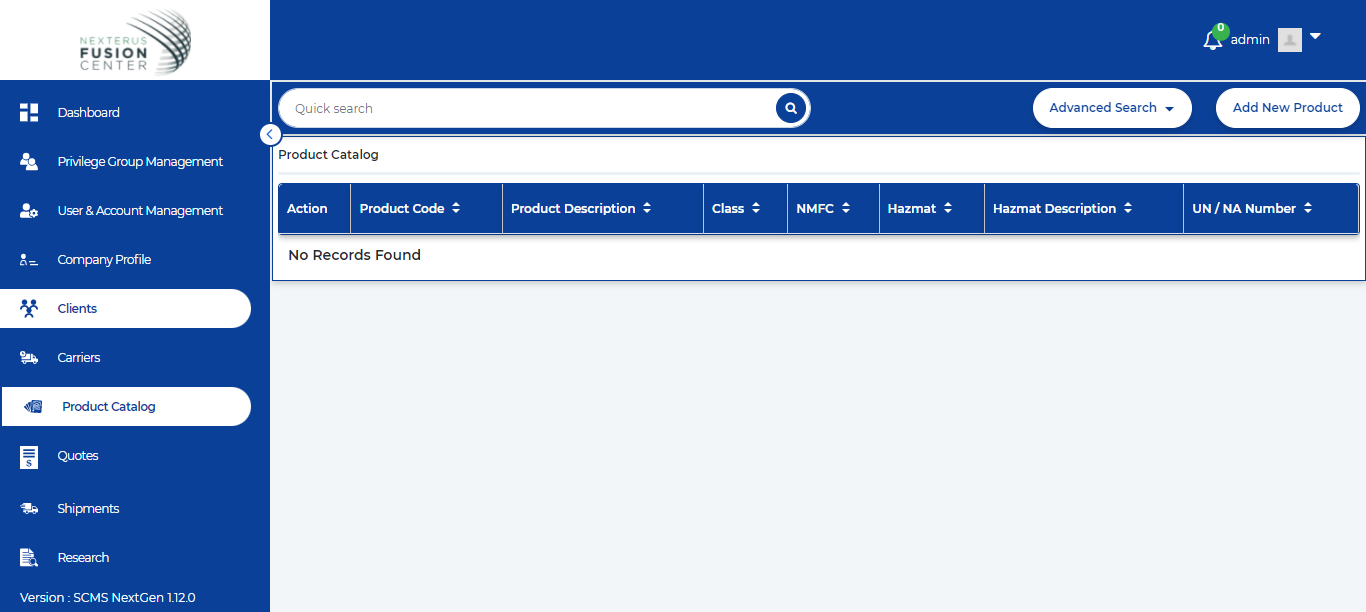 NEXTERUS
FUSION
CENTER
0
admin
Dashboard
Privilege Group Management
User & Account Management
Company Profile
Clients
Carriers
Product Catalog
Quotes
Shipments
Research
Version : SCMS NextGen 1.12.0
Quick search
Advanced Search
Add New Product
Product Catalog
Action Product Code Product Description Class NMFC Hazmat Hazmat Description UN / NA Number
No Records Found